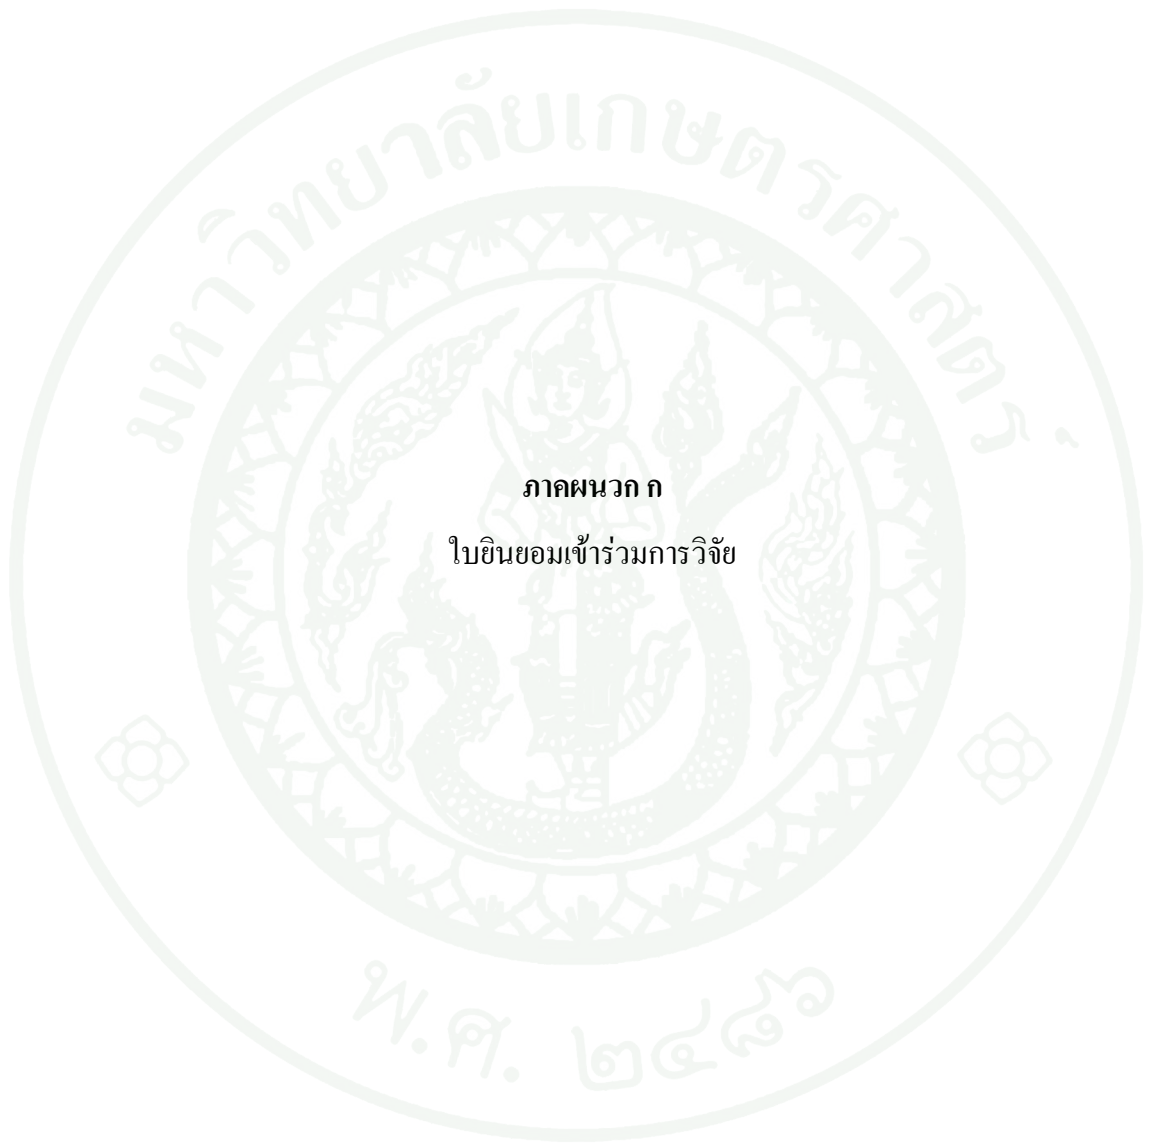 มหาวิทยาลัยเกษตรศาสตร์
ภาคผนวก ก
ใบยินยอมเข้าร่วมการวิจัย
พ.ศ. ๒๔๘๖